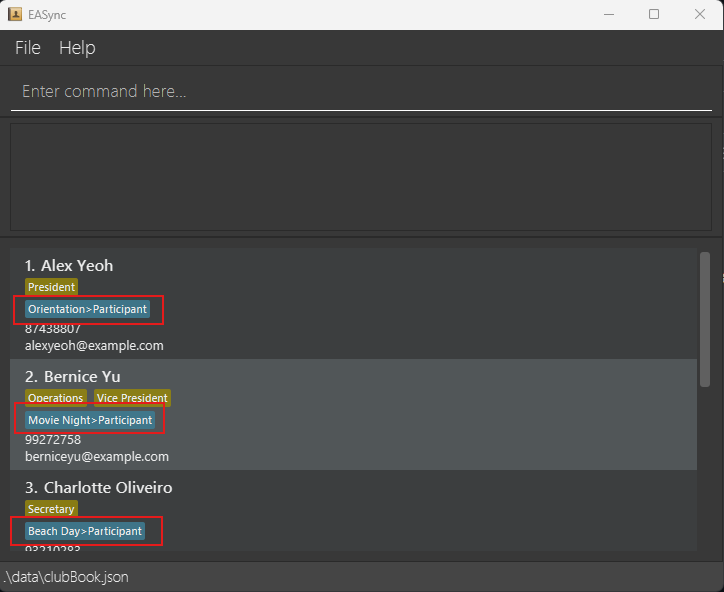 EASync
File Help
Enter command here...
1. Alex Yeoh
President
Orientation>Participant
87438807
alexyeoh@example.com
2. Bernice Yu
Operations Vice President
Movie Night>Participant
99272758
berniceyu@example.com
3. Charlotte Oliveiro
Secretary
Beach Day>Participant
93210283
.\data\clubBook.json